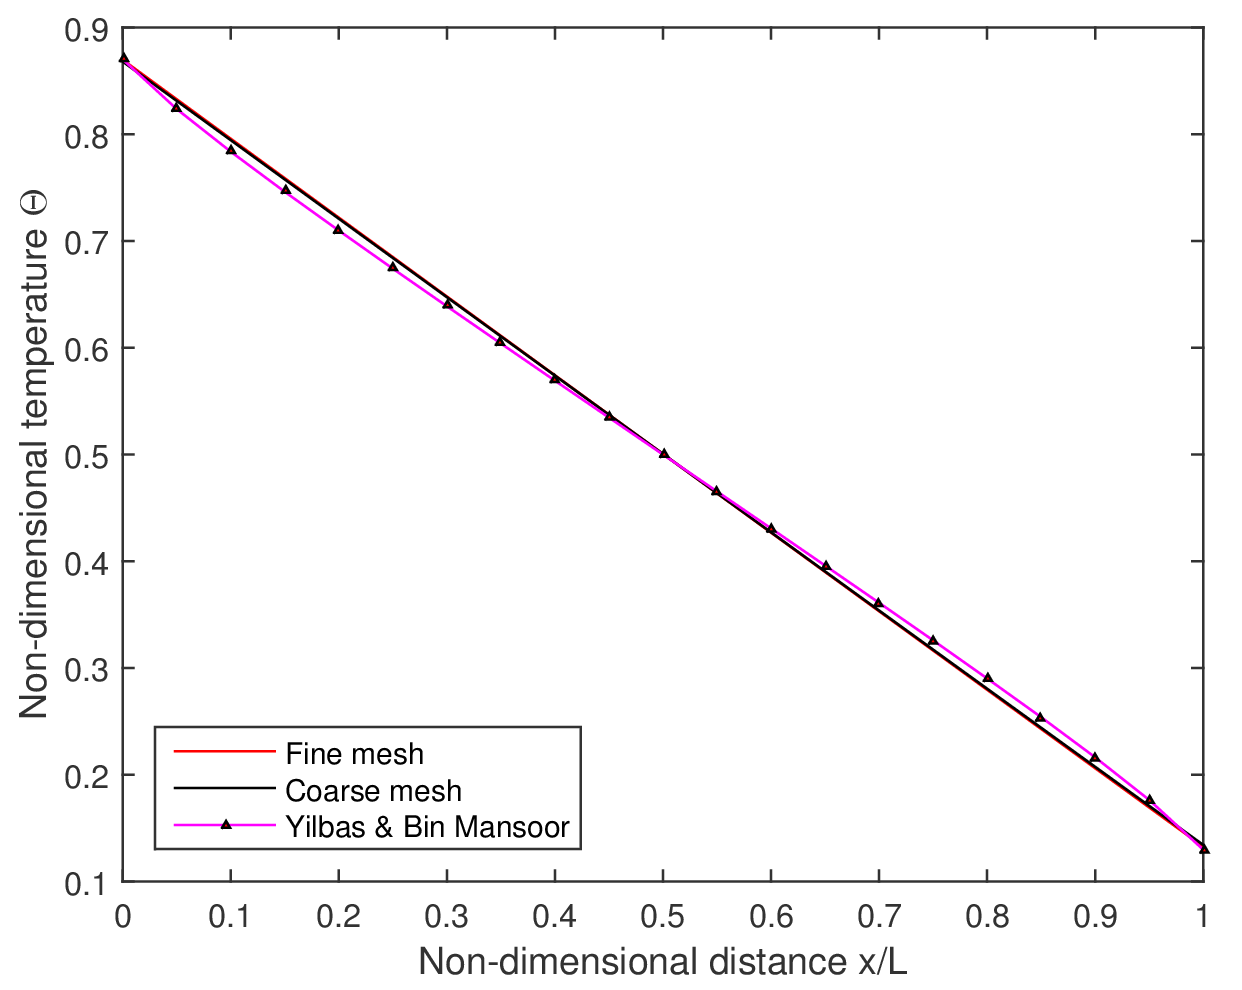 0.9
0.8
0.7
0.6
0.5
0.4
0.3
0.2
0.1
Non-dimensional temperature Θ
Fine mesh
Coarse mesh
Yilbas & Bin Mansoor
0 0.1 0.2 0.3 0.4 0.5 0.6 0.7 0.8 0.9 1
Non-dimensional distance x/L